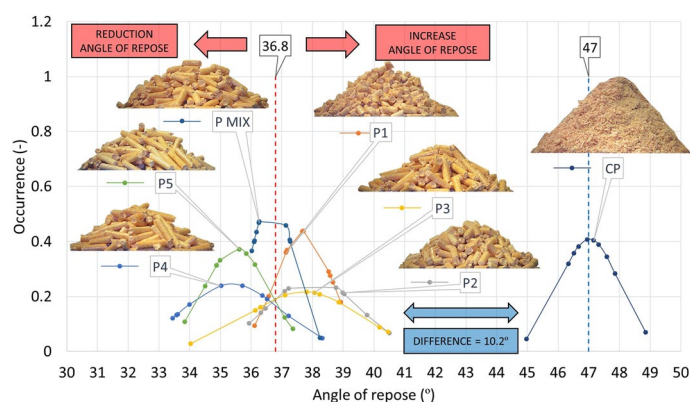 REDUCTION
ANGLE OF REPOSE
36.8
INCREASE
ANGLE OF REPOSE
47
1.2
1
0.8
0.6
0.4
0.2
0
Occurrence (-)
P MIX
P1
CP
P5
P3
P4
P2
DIFFERENCE = 10.2º
30 31 32 33 34 35 36 37 38 39 40 41 42 43 44 45 46 47 48 49 50
Angle of repose (º)